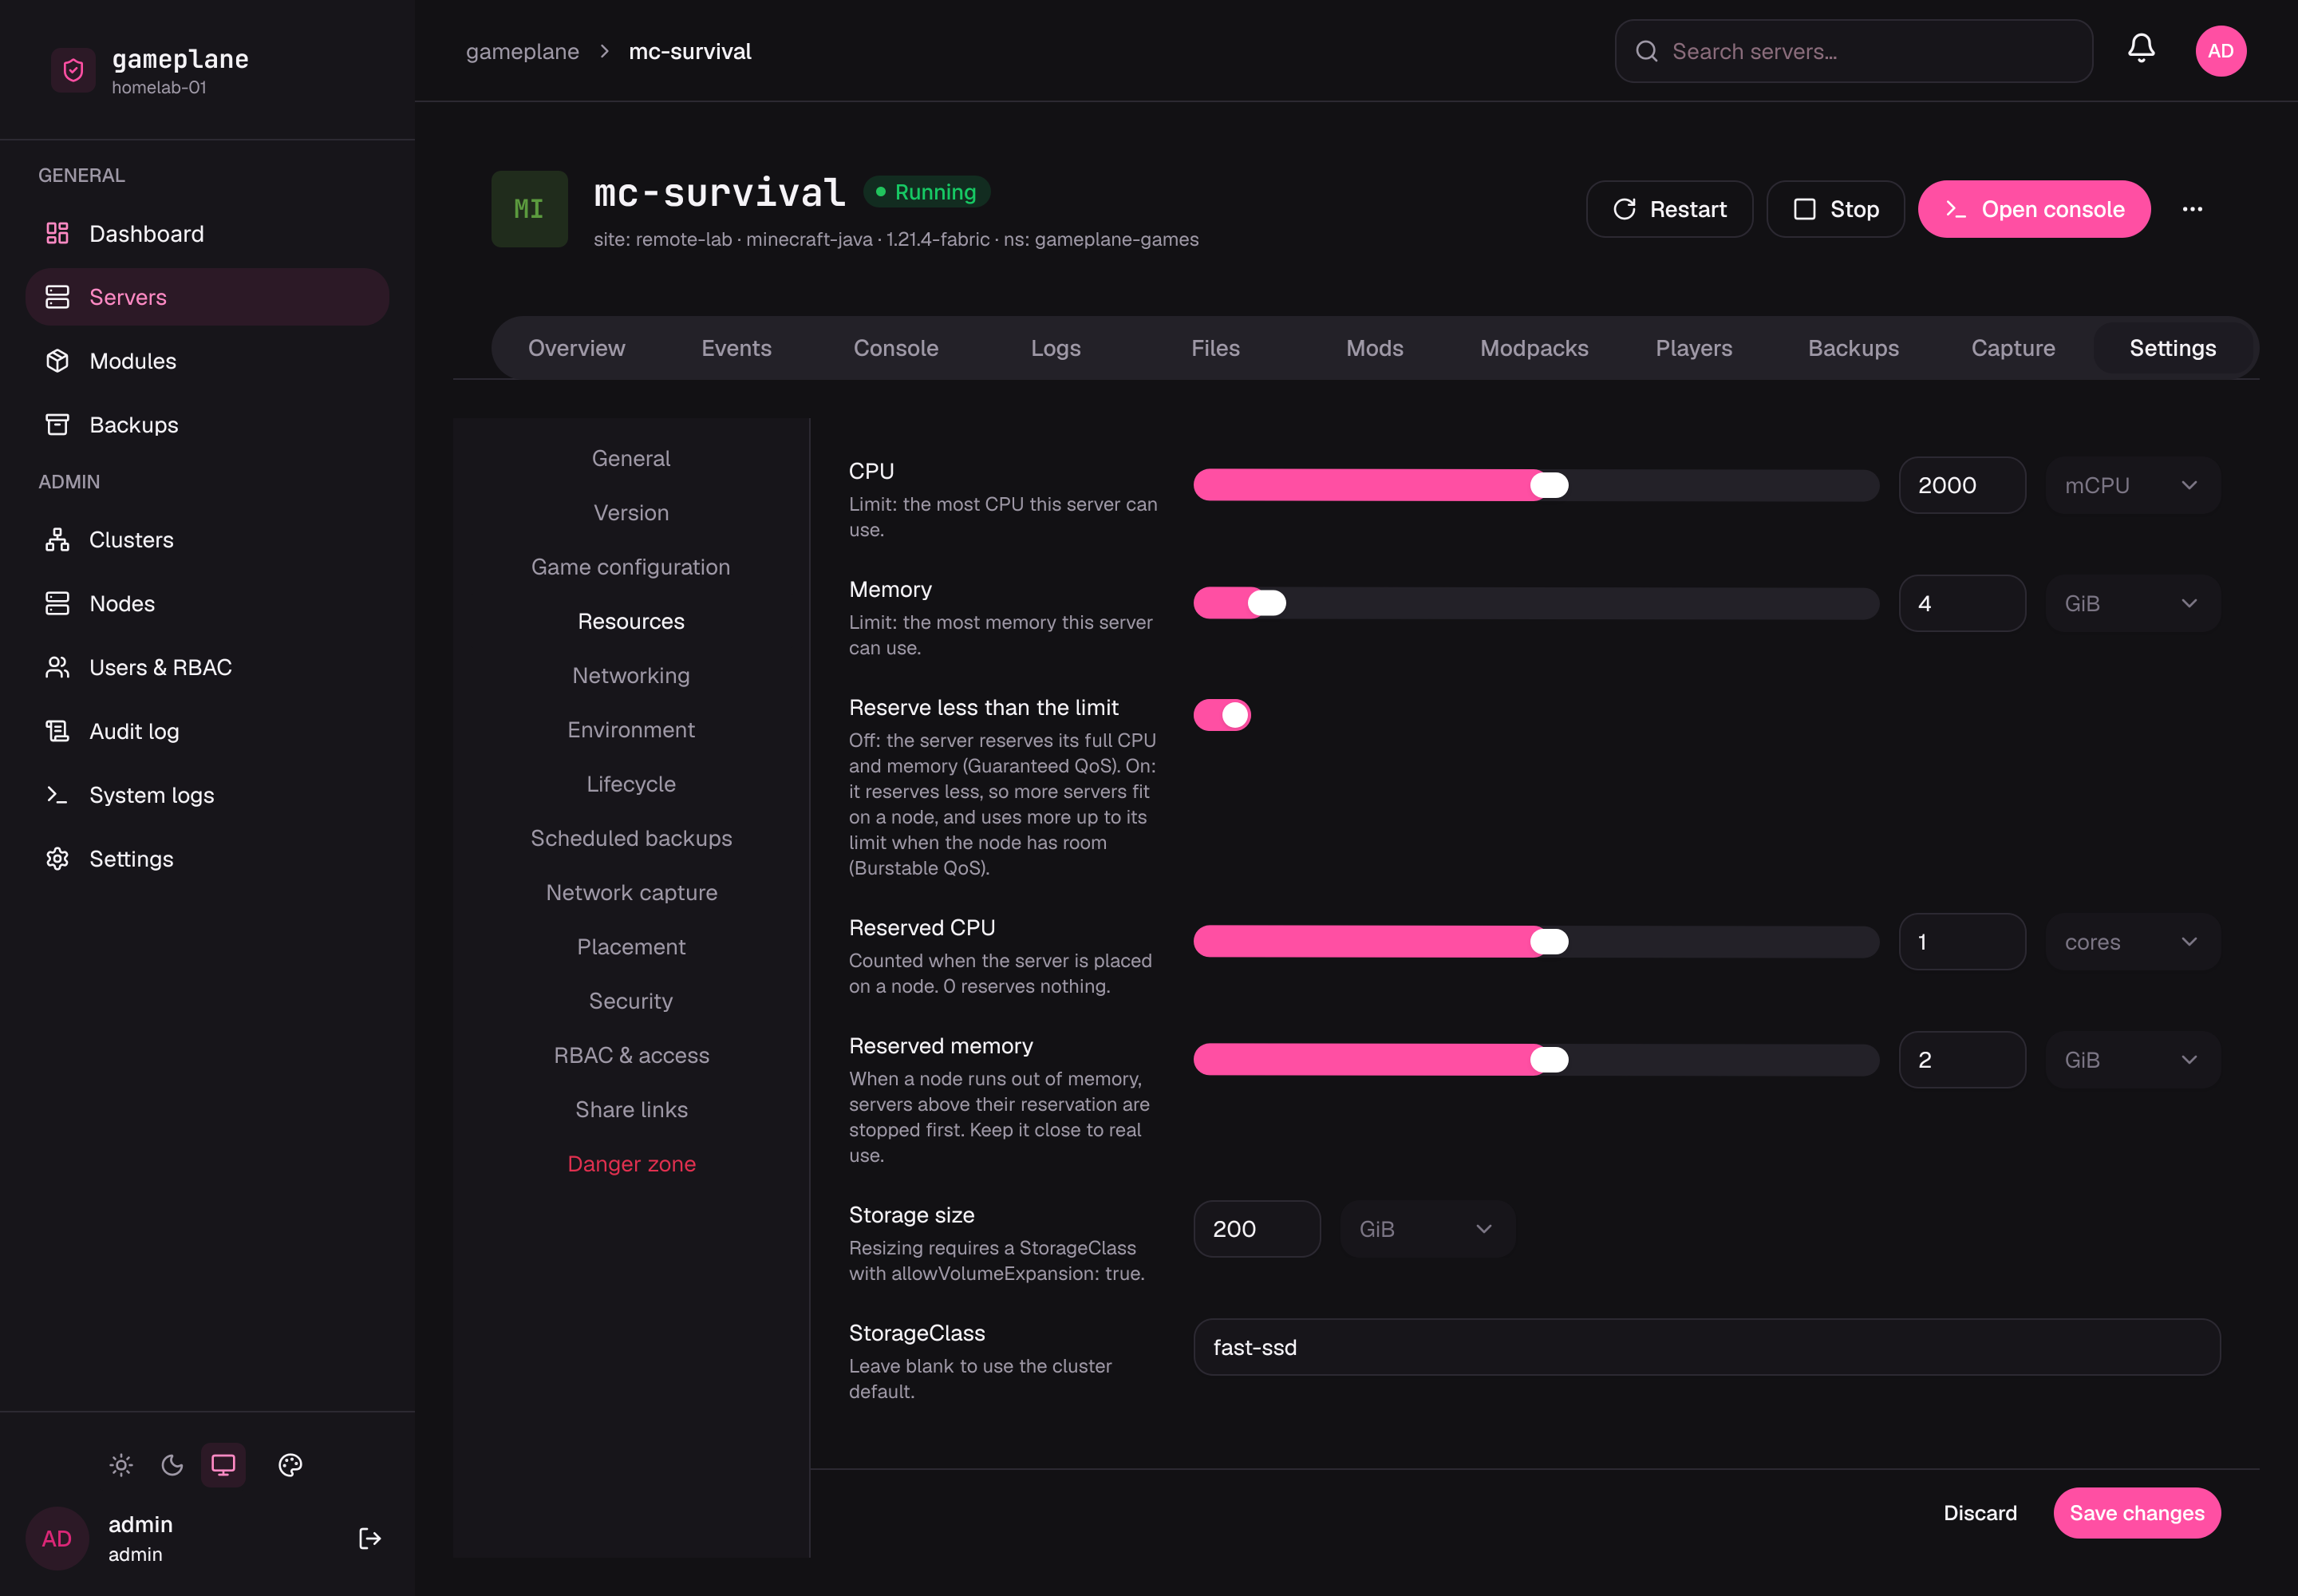 gameplane
homelab-01
GENERAL
Dashboard
Servers
Modules
Backups
ADMIN
Clusters
Nodes
Users & RBAC
Audit log
System logs
Settings
AD
admin
admin
gameplane
mc-survival
Search servers...
AD
MI
mc-survival
Running
site: remote-lab · minecraft-java · 1.21.4-fabric · ns: gameplane-games
Restart
Stop
Open console
Overview
Events
Console
Logs
Files
Mods
Modpacks
Players
Backups
Capture
Settings
General
Version
Game configuration
Resources
Networking
Environment
Lifecycle
Scheduled backups
Network capture
Placement
Security
RBAC & access
Share links
Danger zone
CPU
Limit: the most CPU this server can
use.
2000
mCPU
Memory
Limit: the most memory this server
can use.
4
GiB
Reserve less than the limit
Off: the server reserves its full CPU
and memory (Guaranteed QoS). On:
it reserves less, so more servers fit
on a node, and uses more up to its
limit when the node has room
(Burstable QoS).
Reserved CPU
Counted when the server is placed
on a node. 0 reserves nothing.
1
cores
Reserved memory
When a node runs out of memory,
servers above their reservation are
stopped first. Keep it close to real
use.
2
GiB
Storage size
Resizing requires a StorageClass
with allowVolumeExpansion: true.
200
GiB
StorageClass
Leave blank to use the cluster
default.
fast-ssd
Discard
Save changes